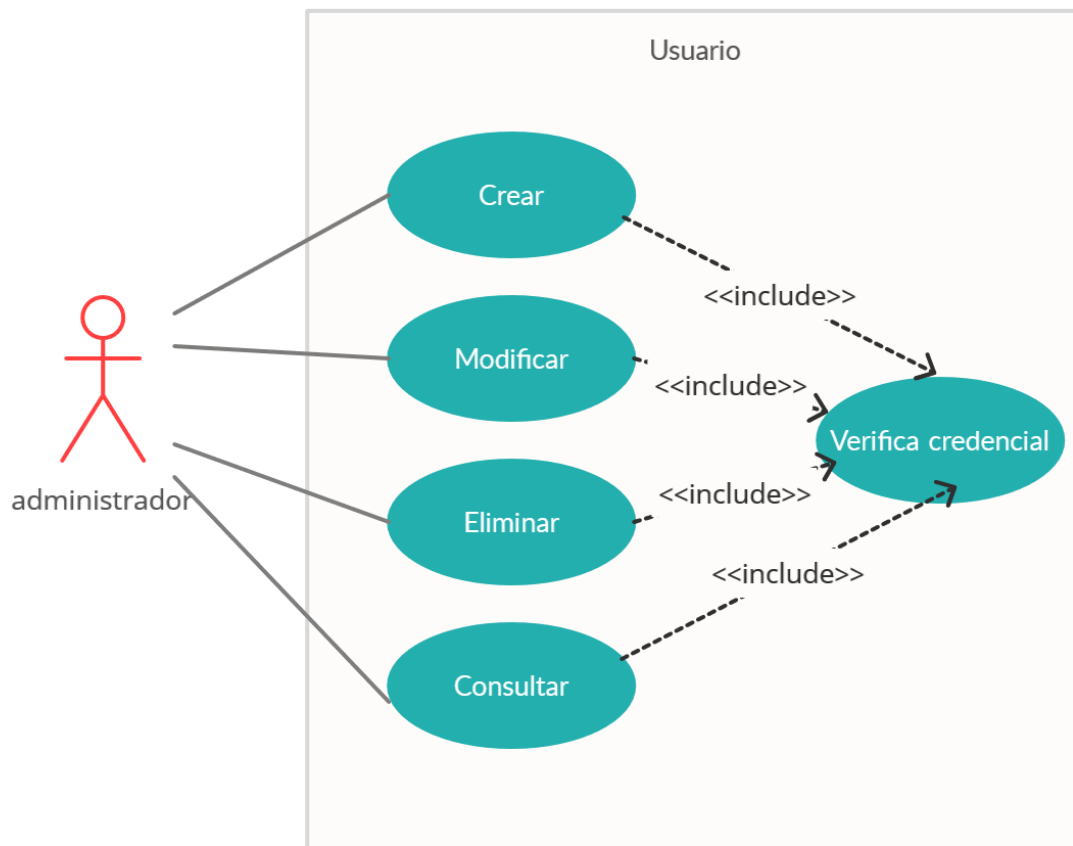 Usuario
Crear
<<include>>
Modificar
<<include>>
Verifica credencial
<<include>>
administrador
Eliminar
<<include>>
Consultar